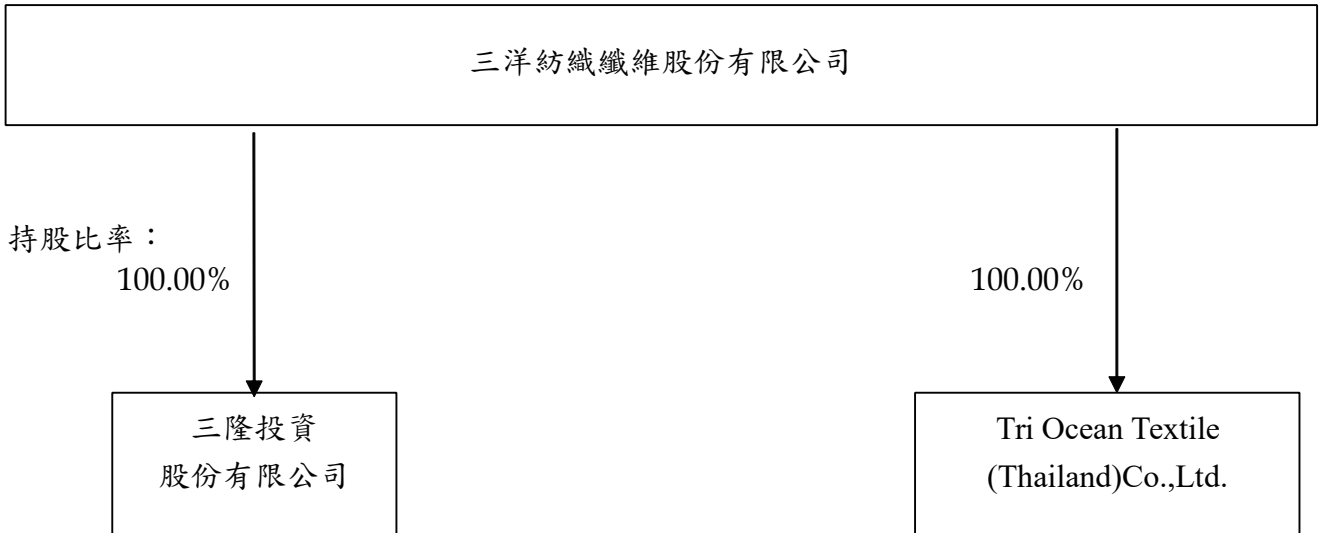 三洋紡織纖維股份有限公司
持股比率：
100.00%
100.00%
三隆投資
股份有限公司
Tri Ocean Textile
(Thailand)Co.,Ltd.